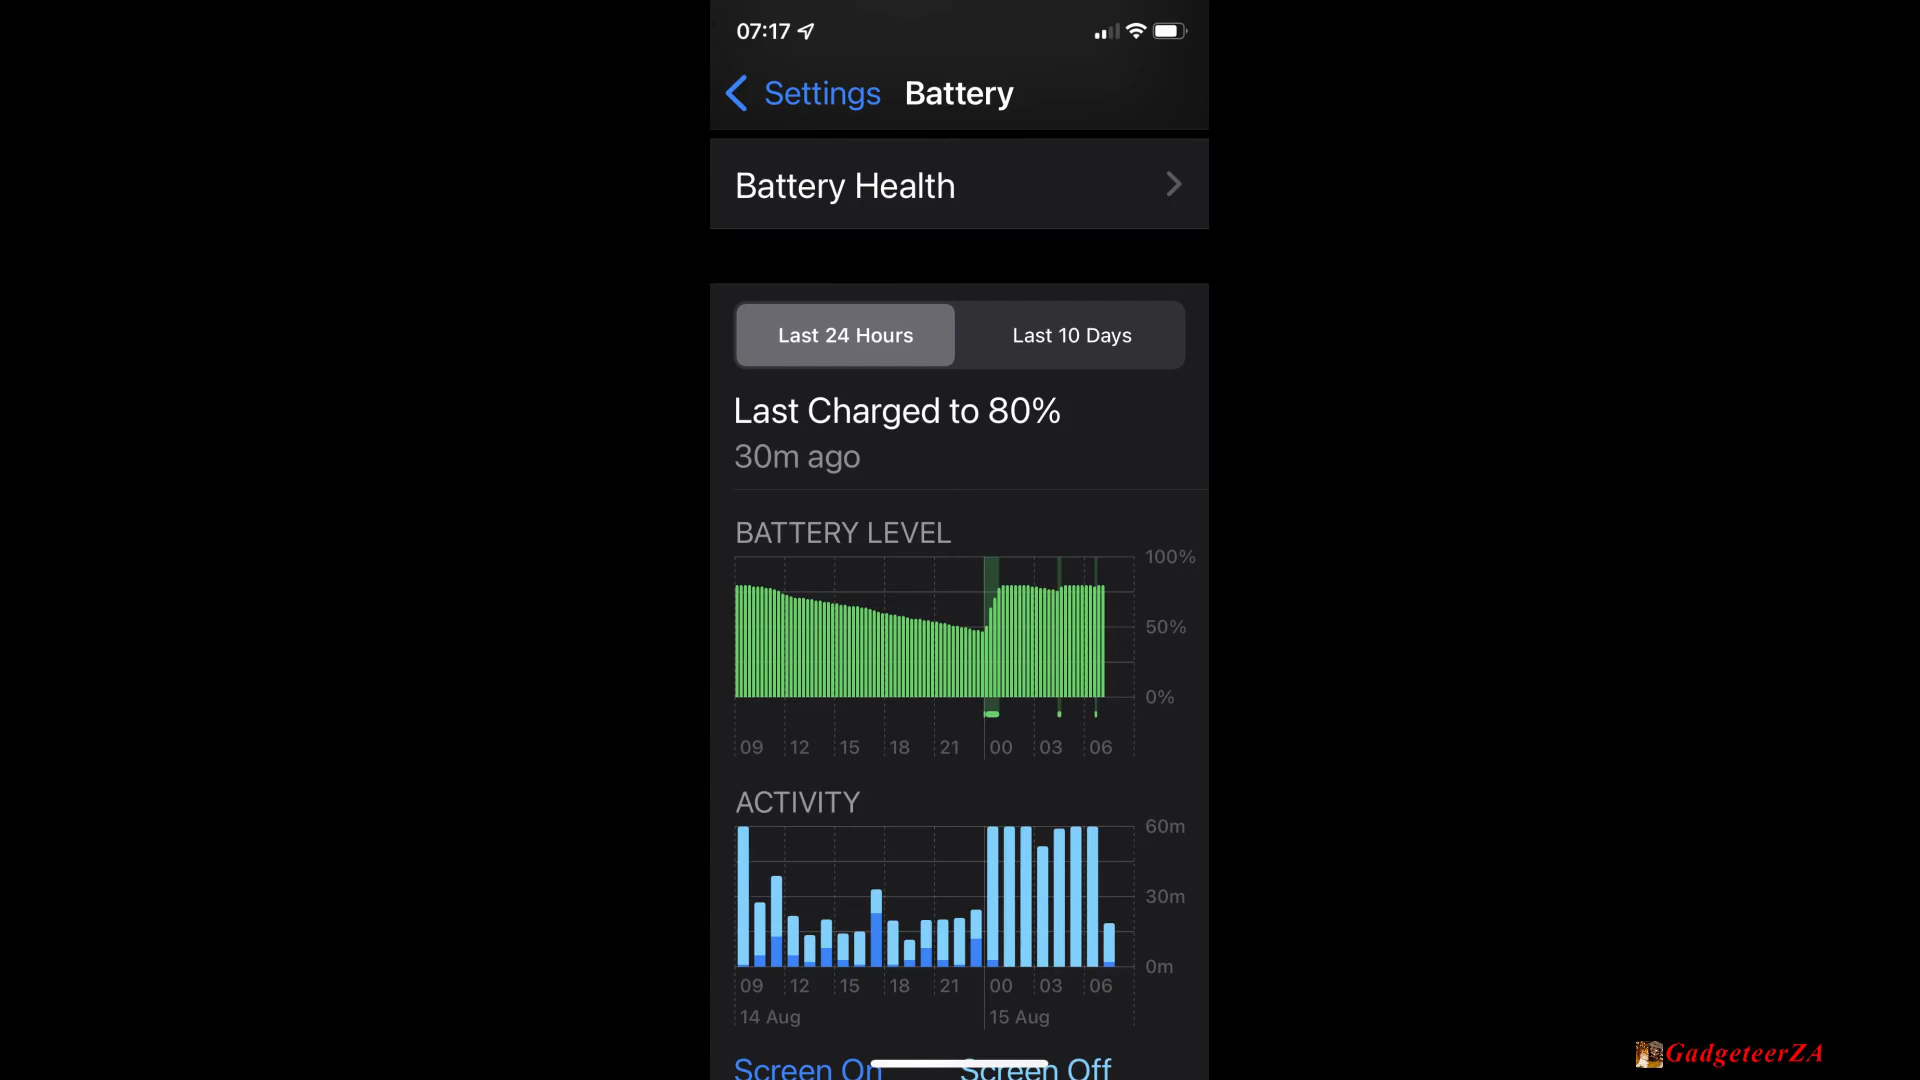 07:17
Settings Battery
Battery Health
Last 24 Hours Last 10 Days
Last Charged to 80%
30m ago
BATTERY LEVEL
100%
50%
0%
09 12 15 18 21 00 03 06
ACTIVITY
60m
30m
0m
09 12 15 18 21 00 03 06
14 Aug 15 Aug
Screen On Screen Off
GadgeteerZA